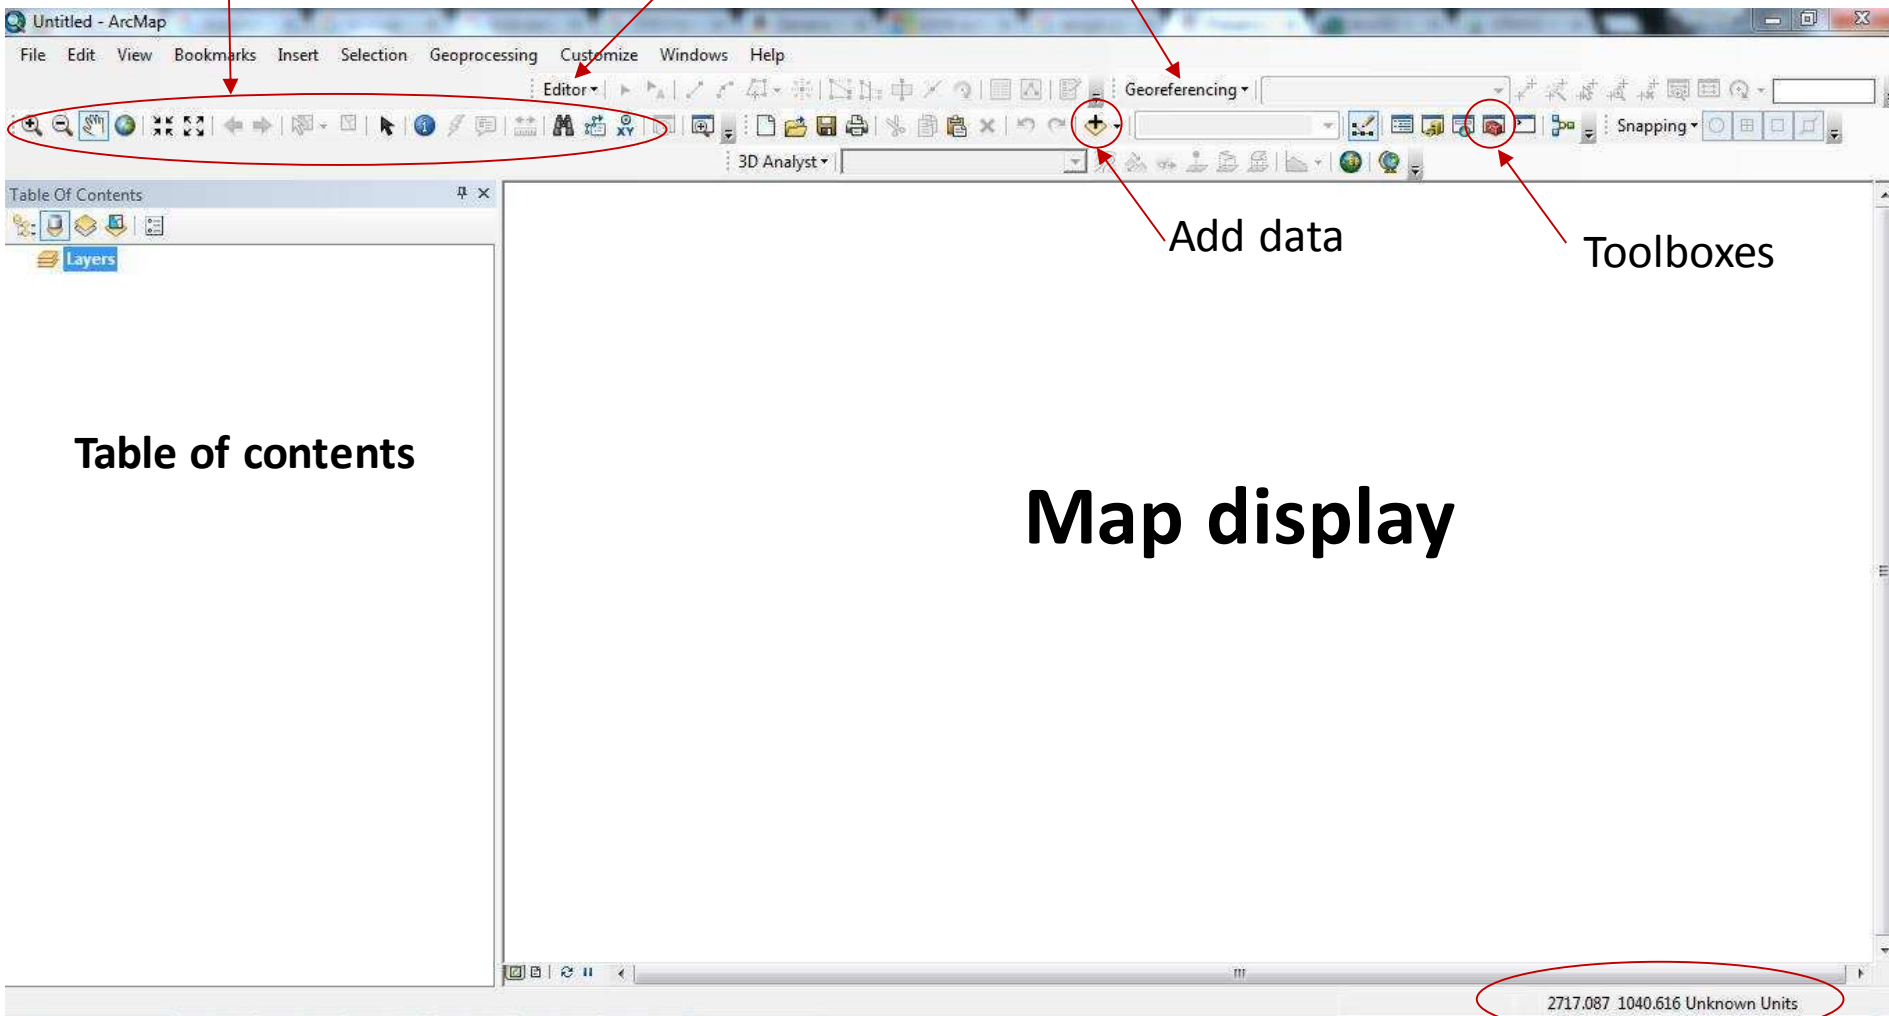 Untitled - ArcMap
File Edit View Bookmarks Insert Selection Geoprocessing Customize Windows Help
Editor Georeferencing
Snapping
3D Analyst
Table Of Contents
Layers
Add data
Toolboxes
Table of contents
Map display
2717.087 1040.616 Unknown Units